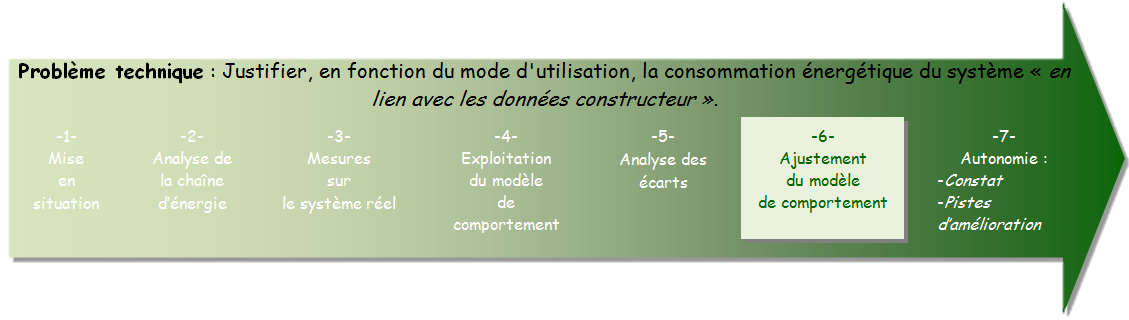 Problème technique : Justifier, en fonction du mode d'utilisation, la consommation énergétique du système « en
lien avec les données constructeur ».
-1-
Mise
en
situation
-2-
Analyse de
la chaîne
d’énergie
-3-
Mesures
sur
le système réel
-4-
Exploitation
du modèle
de
comportement
-5-
Analyse des
écarts
-6-
Ajustement
du modèle
de comportement
-7-
Autonomie :
-Constat
-Pistes
d’amélioration